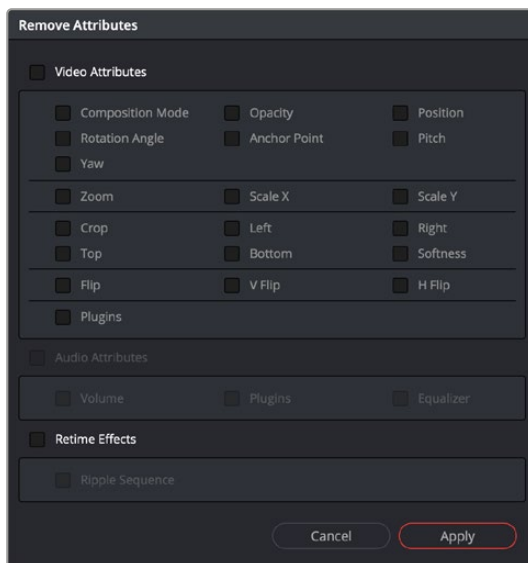 Remove Attributes
Video Attributes
Composition Mode Opacity Position
Rotation Angle Anchor Point Pitch
Yaw
Zoom Scale X Scale Y
Crop Left Right
Top Bottom Softness
Flip V Flip H Flip
Plugins
Audio Attributes
Volume Plugins Equalizer
Retime Effects
Ripple Sequence
Cancel Apply